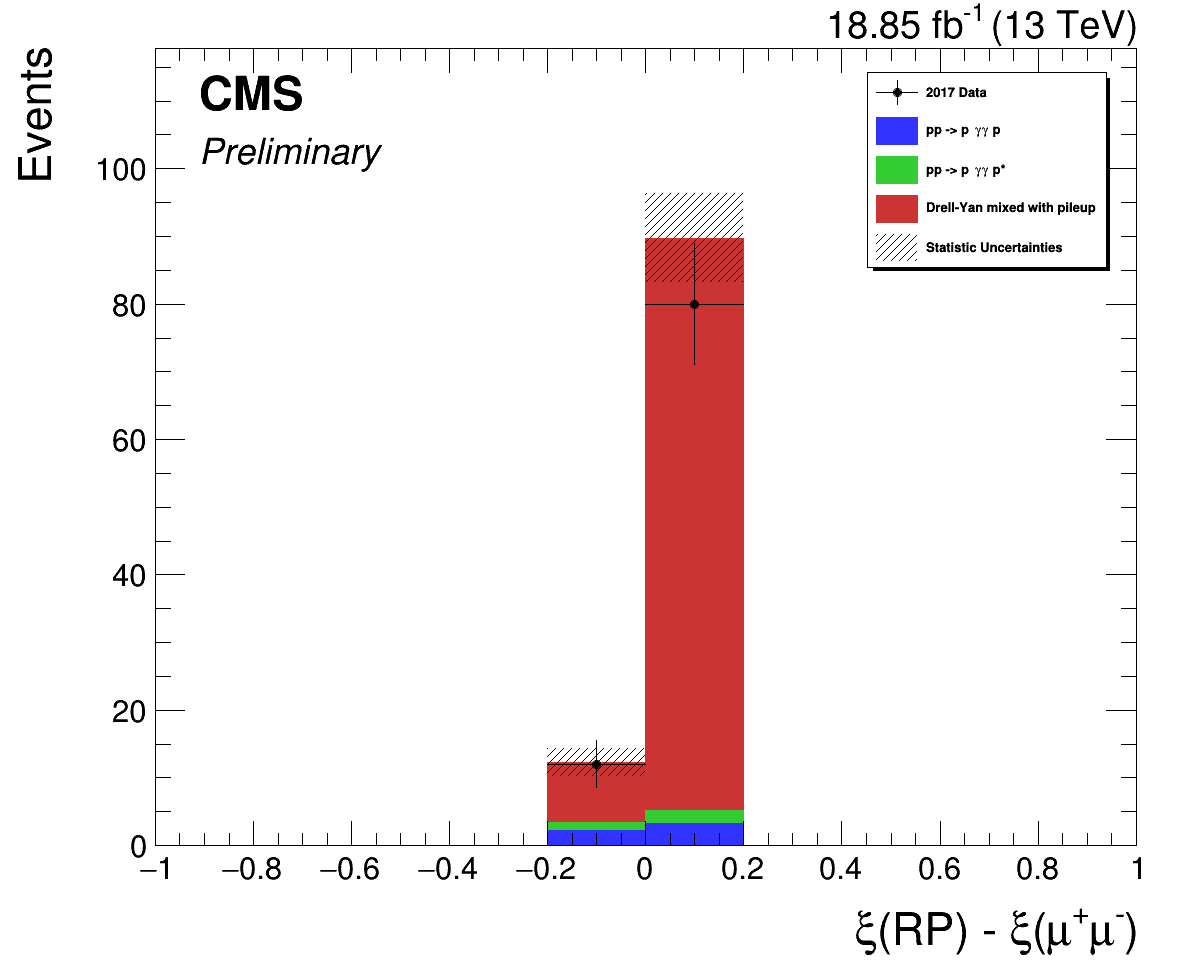 18.85 fb⁻¹ (13 TeV)
Events
CMS
Preliminary
2017 Data
pp -> p γγ p
pp -> p γγ p*
Drell-Yan mixed with pileup
Statistic Uncertainties
100
80
60
40
20
0
−1 −0.8 −0.6 −0.4 −0.2 0 0.2 0.4 0.6 0.8 1
ξ(RP) - ξ(μ⁺μ⁻)